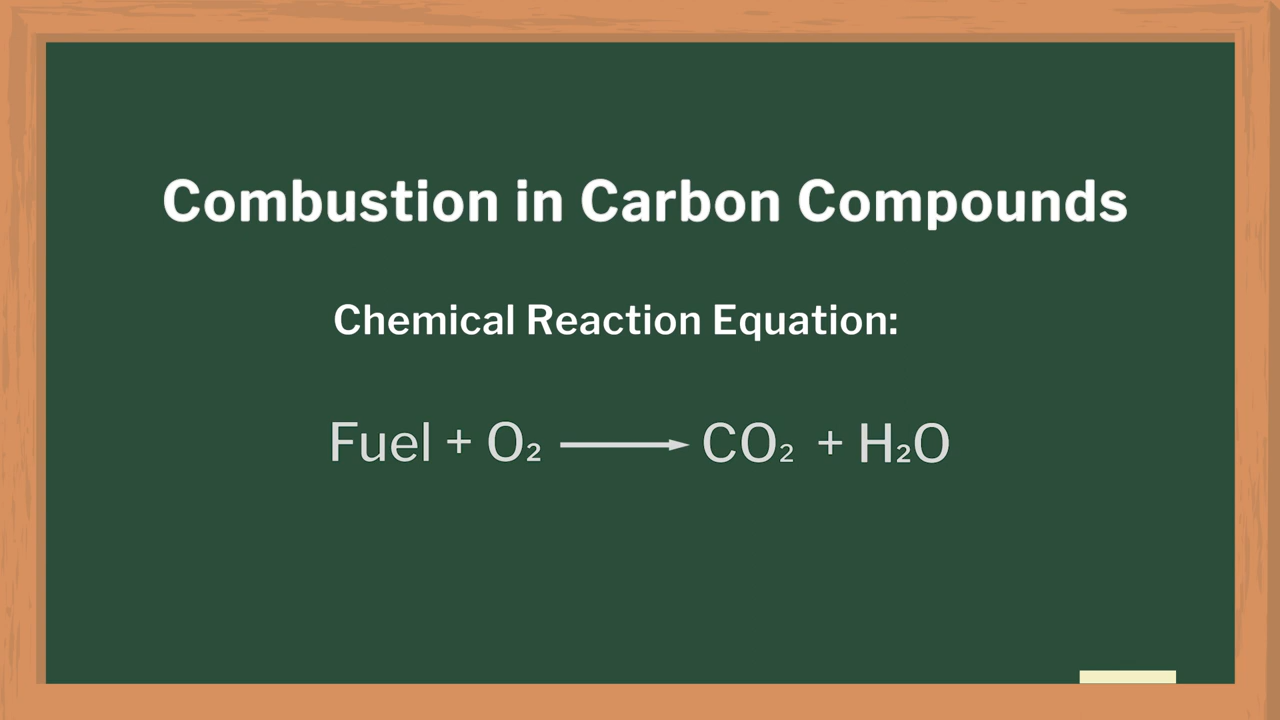 Combustion in Carbon Compounds
Chemical Reaction Equation:
Fuel + O₂ ⟶ CO₂ + H₂O